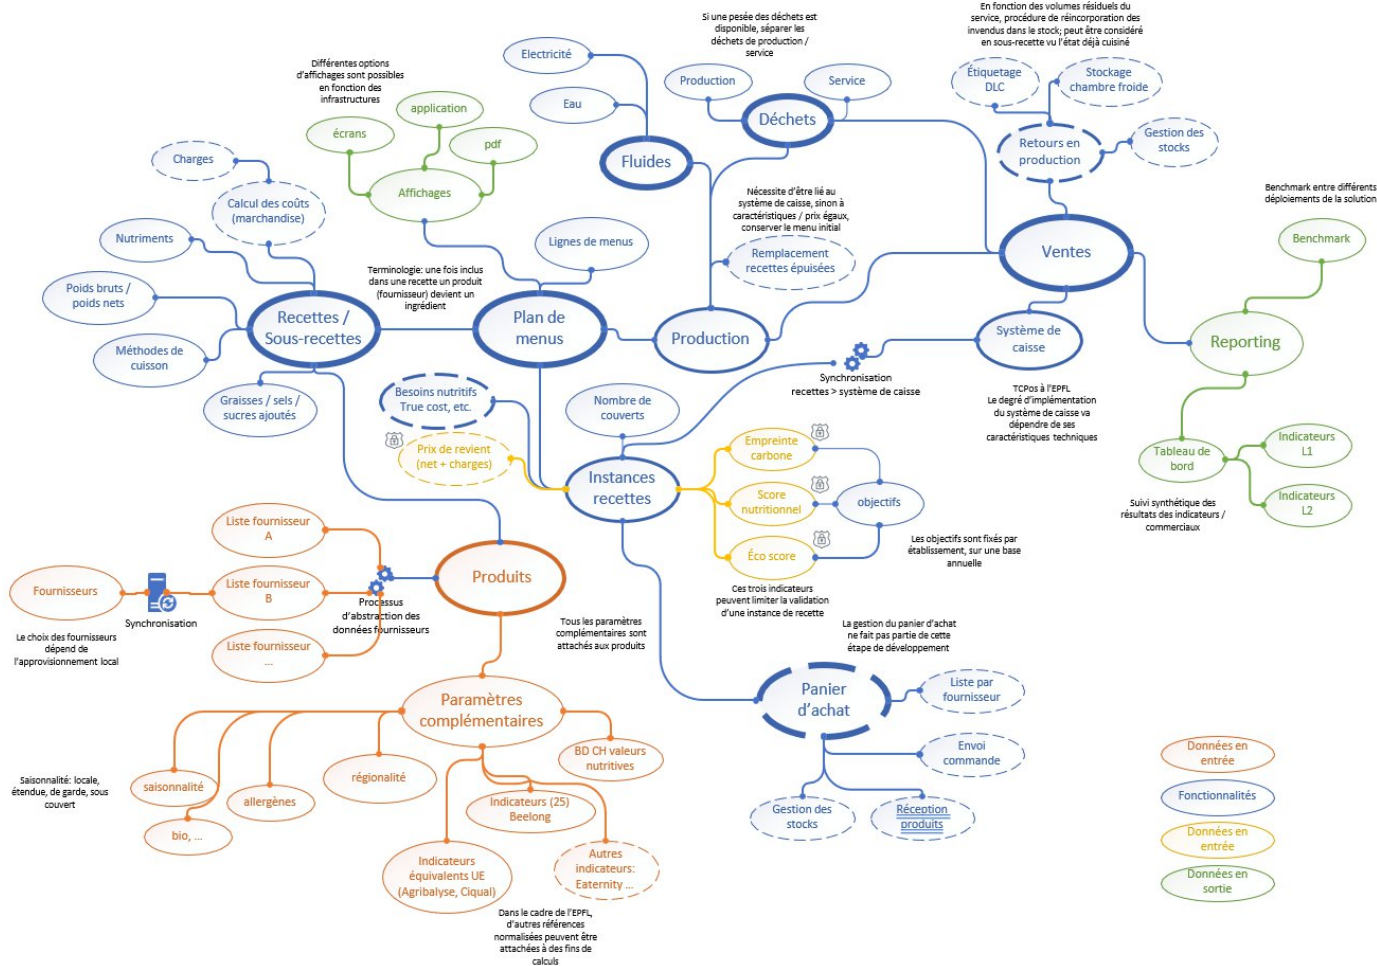 En fonction des volumes résiduels du
service, procédure de réincorporation des
invendus dans le stock; peut être considéré
en sous-recette vu l'état déjà cuisiné
Si une pesée des déchets est
disponible, séparer les
déchets de production /
service
Electricité
Eau
Fluides
Production
Service
Déchets
Étiquetage
DLC
Stockage
chambre froide
Retours en
production
Gestion des
stocks
Différentes options
d'affichages sont possibles
en fonction des
infrastructures
application
écrans
pdf
Affichages
Charges
Calcul des coûts
(marchandise)
Nutriments
Poids bruts /
poids nets
Méthodes de
cuisson
Graisses / sels /
sucres ajoutés
Recettes /
Sous-recettes
Terminologie: une fois inclus
dans une recette un produit
(fournisseur) devient un
ingrédient
Lignes de menus
Plan de
menus
Nécessite d'être lié au
système de caisse, sinon à
caractéristiques / prix égaux,
conserver le menu initial
Remplacement
recettes épuisées
Production
Ventes
Système de
caisse
Synchronisation
recettes > système de caisse
TCPos à l'EPFL
Le degré d'implémentation
du système de caisse va
dépendre de ses
caractéristiques techniques
Benchmark entre différents
déploiements de la solution
Benchmark
Reporting
Tableau de
bord
Indicateurs
L1
Indicateurs
L2
Suivi synthétique des
résultats des indicateurs /
commerciaux
Besoins nutritifs
True cost, etc.
Prix de revient
(net + charges)
Nombre de
couverts
Instances
recettes
Empreinte
carbone
Score
nutritionnel
Éco score
objectifs
Les objectifs sont fixés par
établissement, sur une base
annuelle
Ces trois indicateurs
peuvent limiter la validation
d'une instance de recette
Liste fournisseur
A
Liste fournisseur
B
Liste fournisseur
...
Fournisseurs
Synchronisation
Le choix des fournisseurs
dépend de
l'approvisionnement local
Processus
d'abstraction des
données fournisseurs
Produits
Tous les paramètres
complémentaires sont
attachés aux produits
La gestion du panier d'achat
ne fait pas partie de cette
étape de développement
Panier
d'achat
Liste par
fournisseur
Envoi
commande
Gestion des
stocks
Réception
produits
Paramètres
complémentaires
Saisonnalité: locale,
étendue, de garde, sous
couvert
saisonnalité
bio, ...
allergènes
régionalité
BD CH valeurs
nutritives
Indicateurs (25)
Beelong
Indicateurs
équivalents UE
(Agribalyse, Ciqual)
Autres
indicateurs:
Eaternity ...
Dans le cadre de l'EPFL,
d'autres références
normalisées peuvent être
attachées à des fins de
calculs
Données en
entrée
Fonctionnalités
Données en
entrée
Données en
sortie